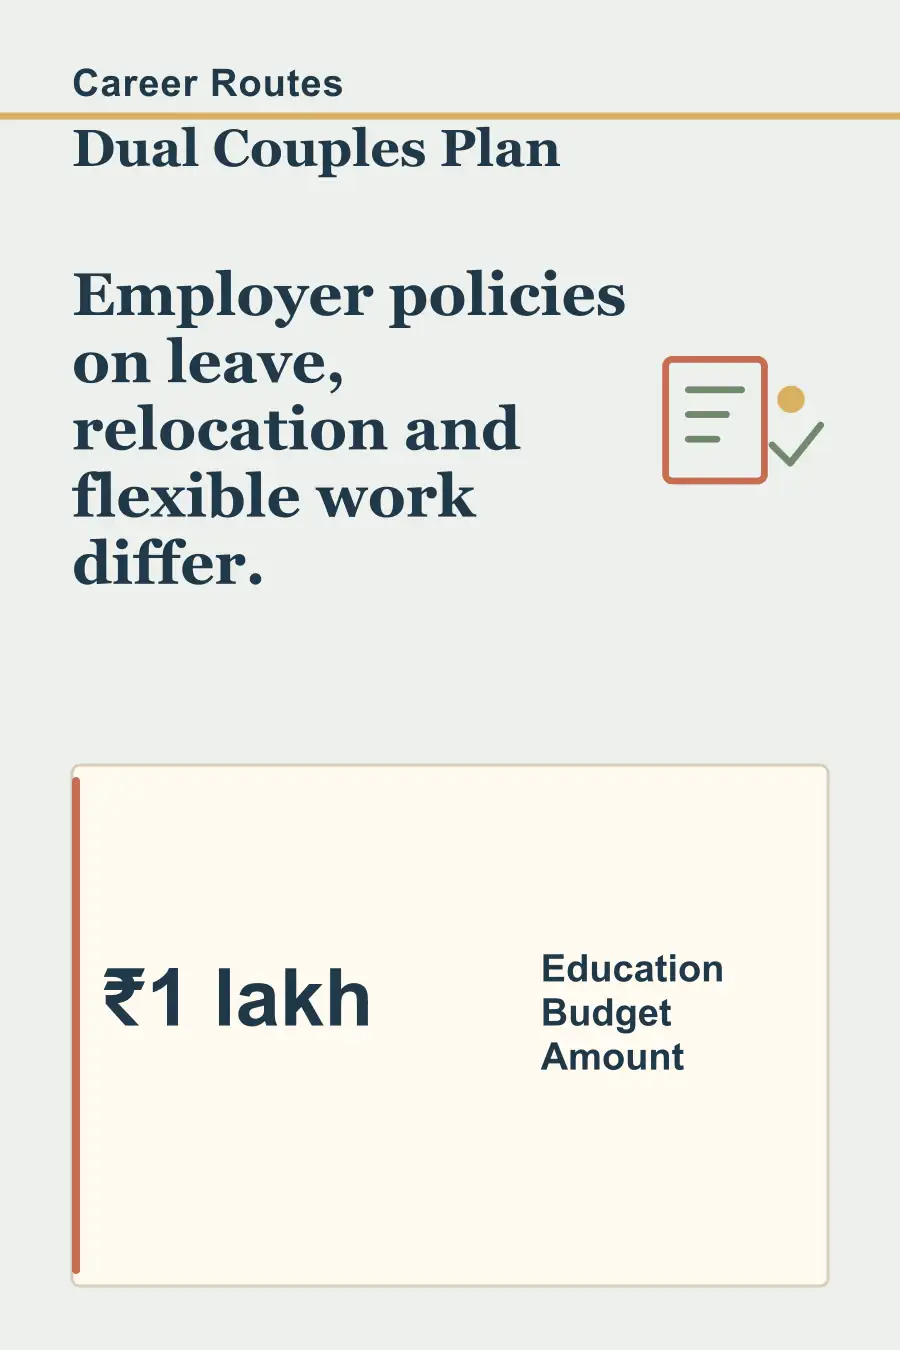 Career Routes
Dual Couples Plan
Employer policies
on leave,
relocation and
flexible work
differ.
₹1 lakh
Education
Budget
Amount